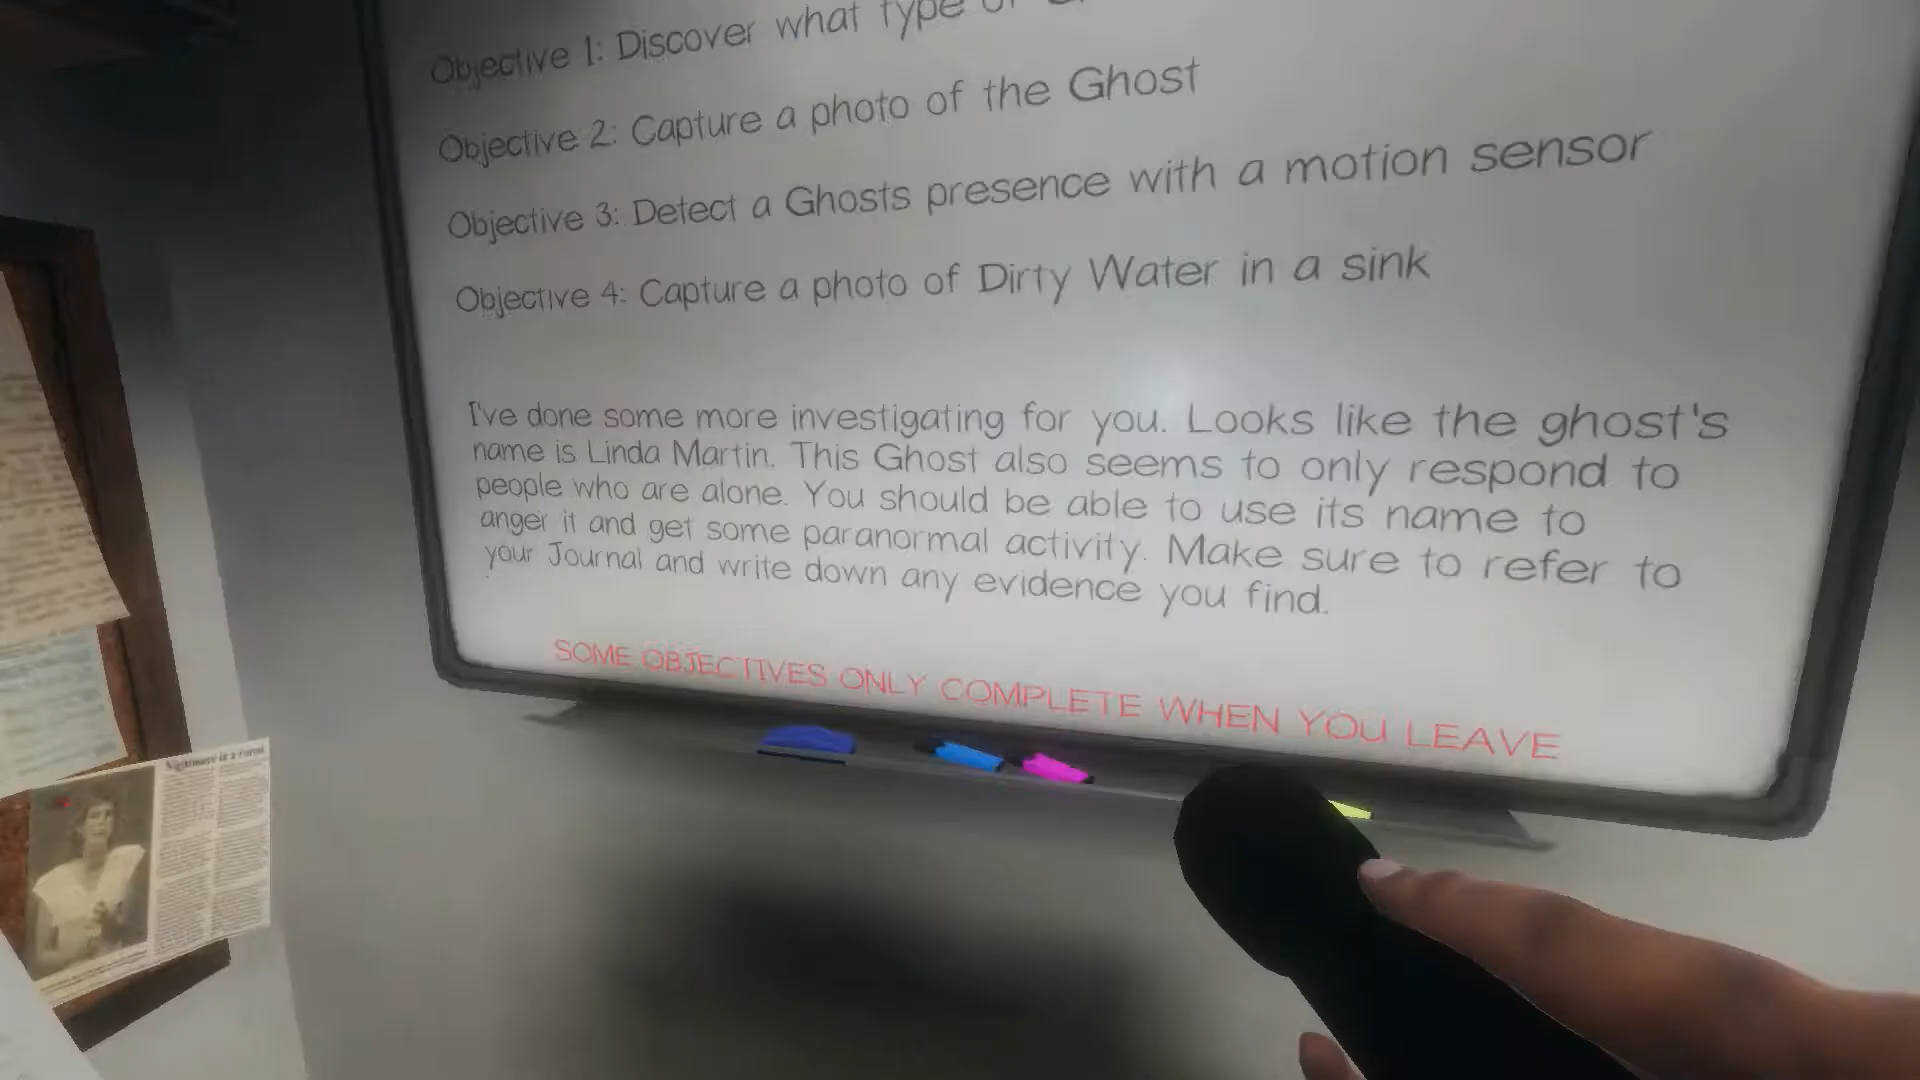 Objective 1: Discover what type of
Objective 2: Capture a photo of the Ghost
Objective 3: Detect a Ghosts presence with a motion sensor
Objective 4: Capture a photo of Dirty Water in a sink
I've done some more investigating for you. Looks like the ghost's
name is Linda Martin. This Ghost also seems to only respond to
people who are alone. You should be able to use its name to
anger it and get some paranormal activity. Make sure to refer to
your Journal and write down any evidence you find.
SOME OBJECTIVES ONLY COMPLETE WHEN YOU LEAVE